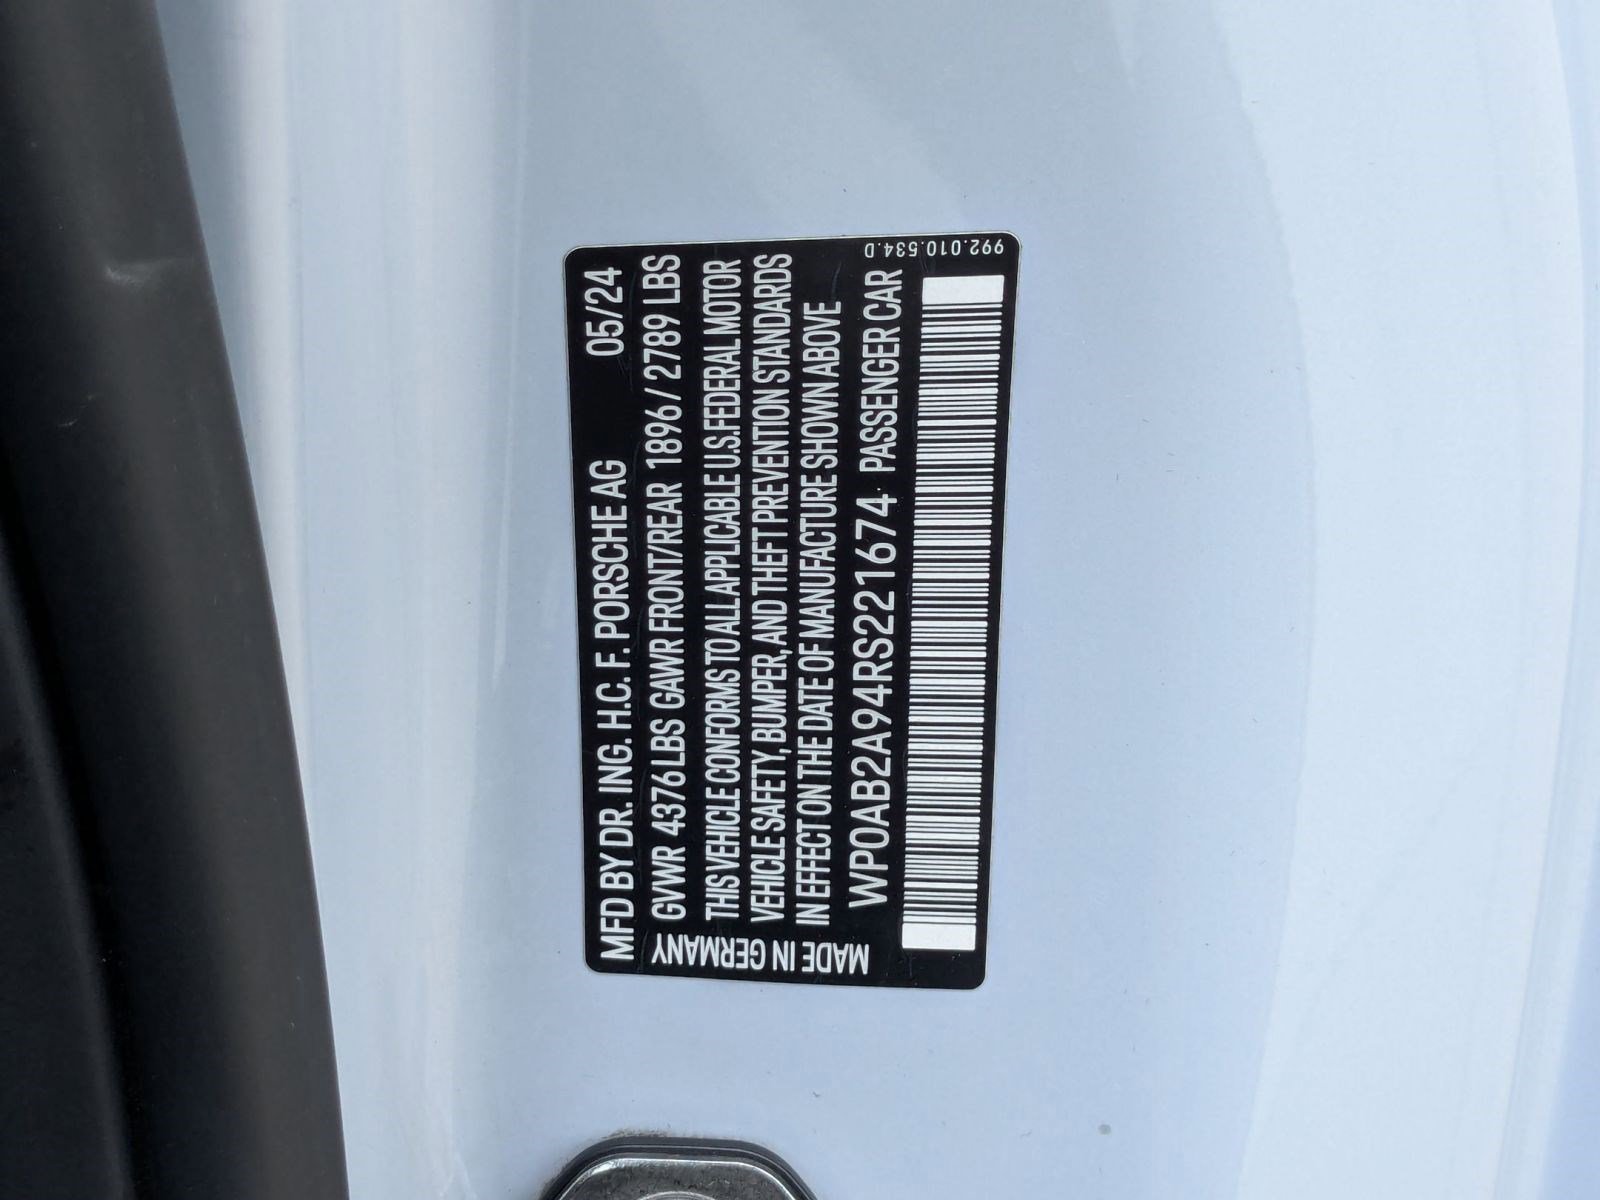 MFD BY DR. ING. H.C. F. PORSCHE AG 05/24
GVWR 4376LBS GAWR FRONT/REAR 1896/2789 LBS
THIS VEHICLE CONFORMS TO ALL APPLICABLE U.S.FEDERAL MOTOR
VEHICLE SAFETY, BUMPER, AND THEFT PREVENTION STANDARDS
IN EFFECT ON THE DATE OF MANUFACTURE SHOWN ABOVE
WP0AB2A94RS221674 PASSENGER CAR
MADE IN GERMANY
992.010.534.D